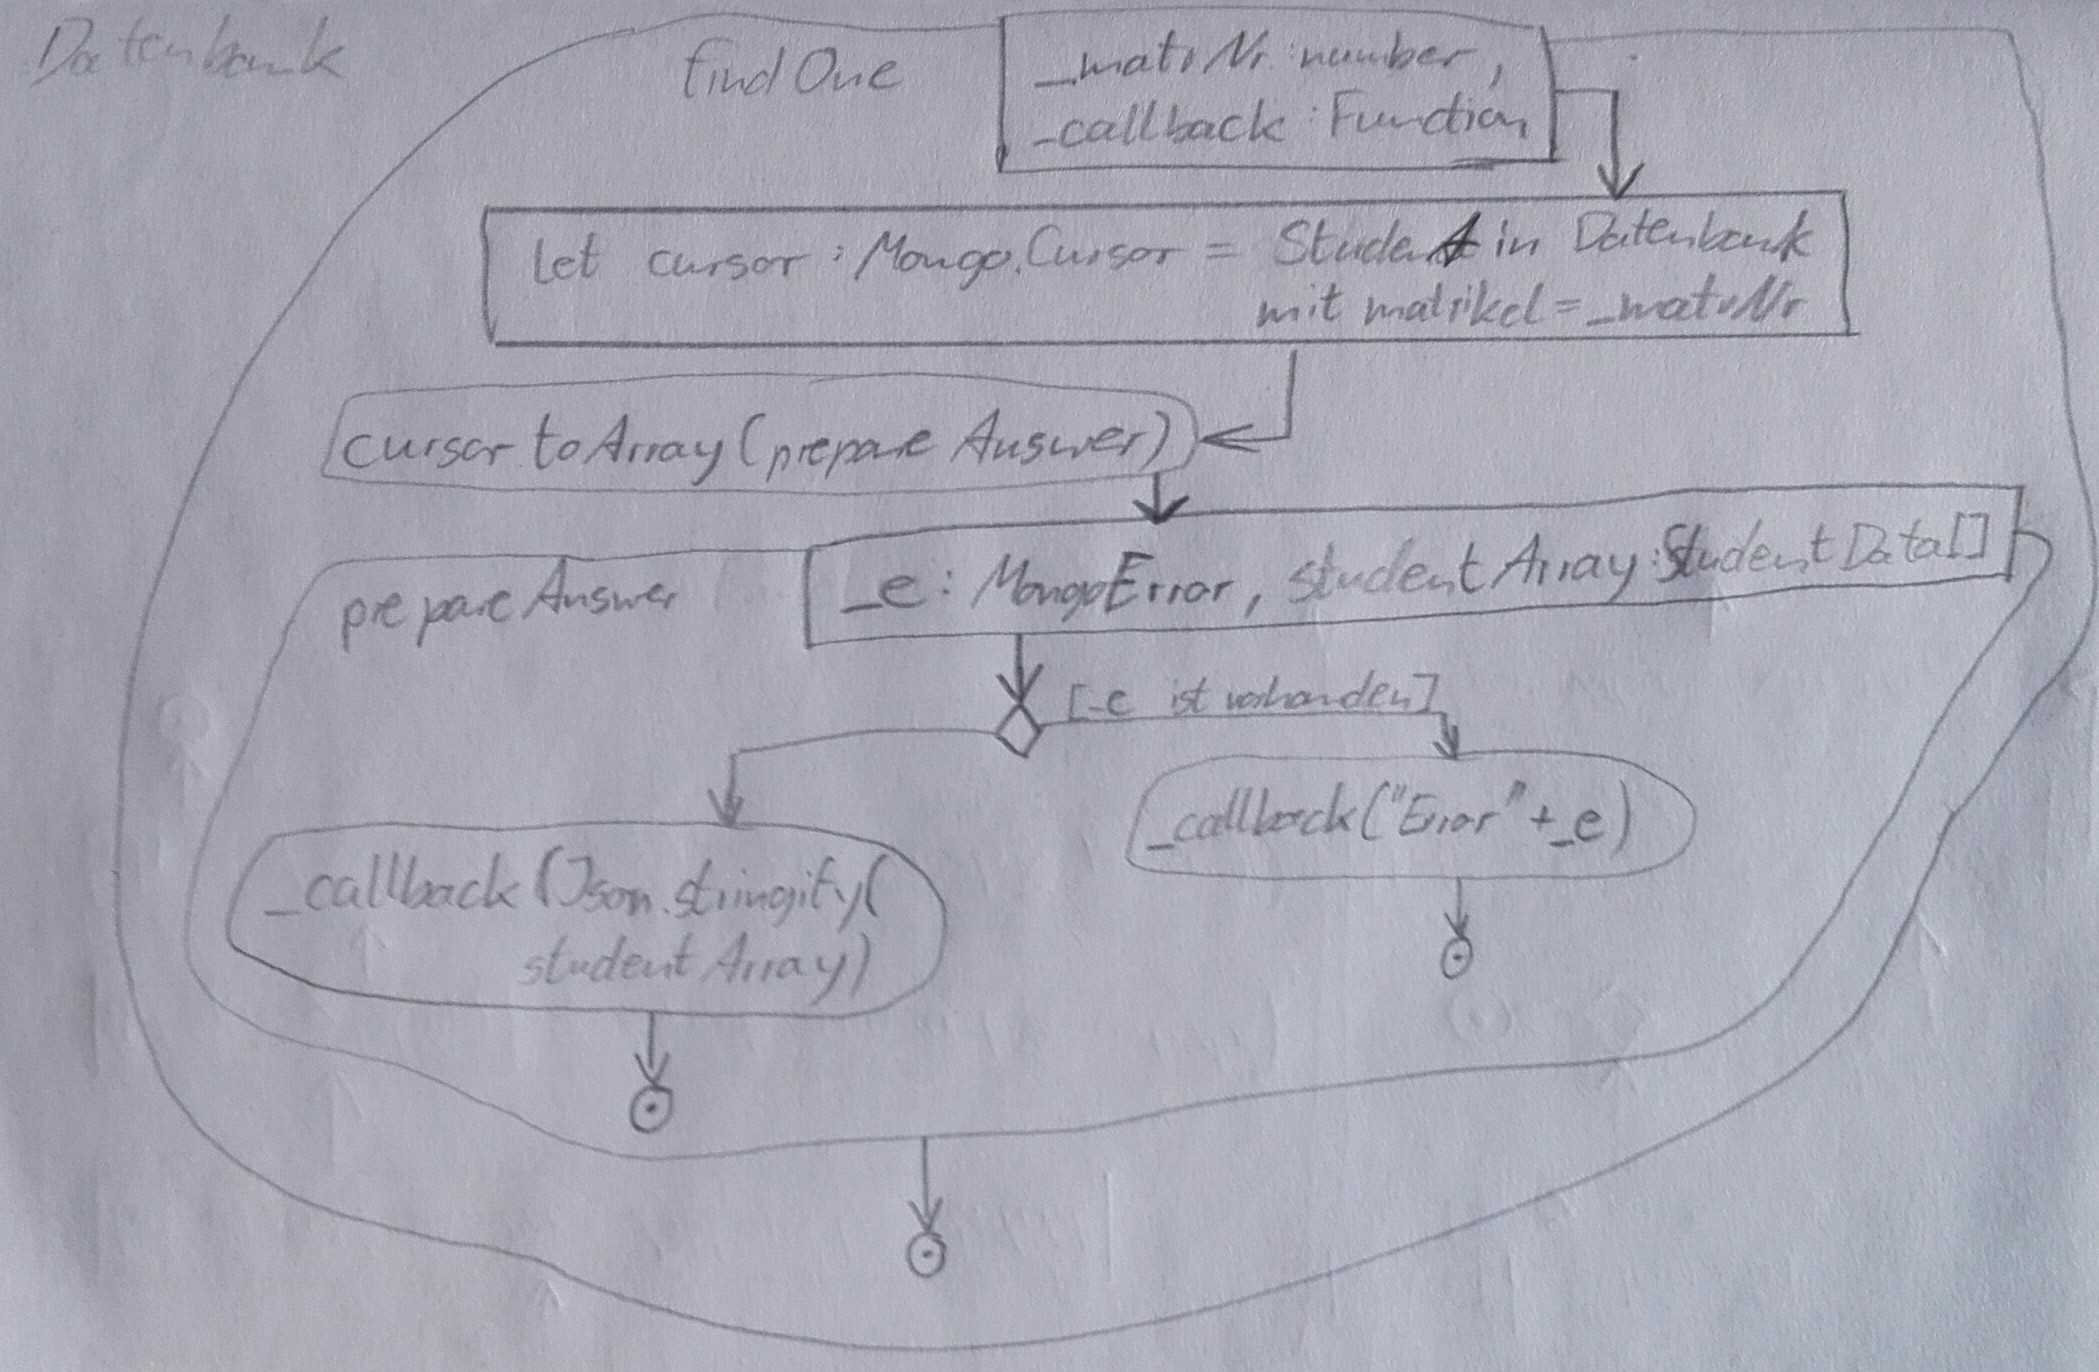 Datenbank
findOne
_matrNr: number,
_callback: Function
let cursor: Mongo.Cursor = Student in Datenbank
mit matrikel = _matrNr
cursor.toArray(prepareAnswer)
prepareAnswer
_e: MongoError, studentArray: StudentData[]
[_e ist vorhanden]
_callback("Error" + _e)
_callback(Json.stringify(
studentArray)